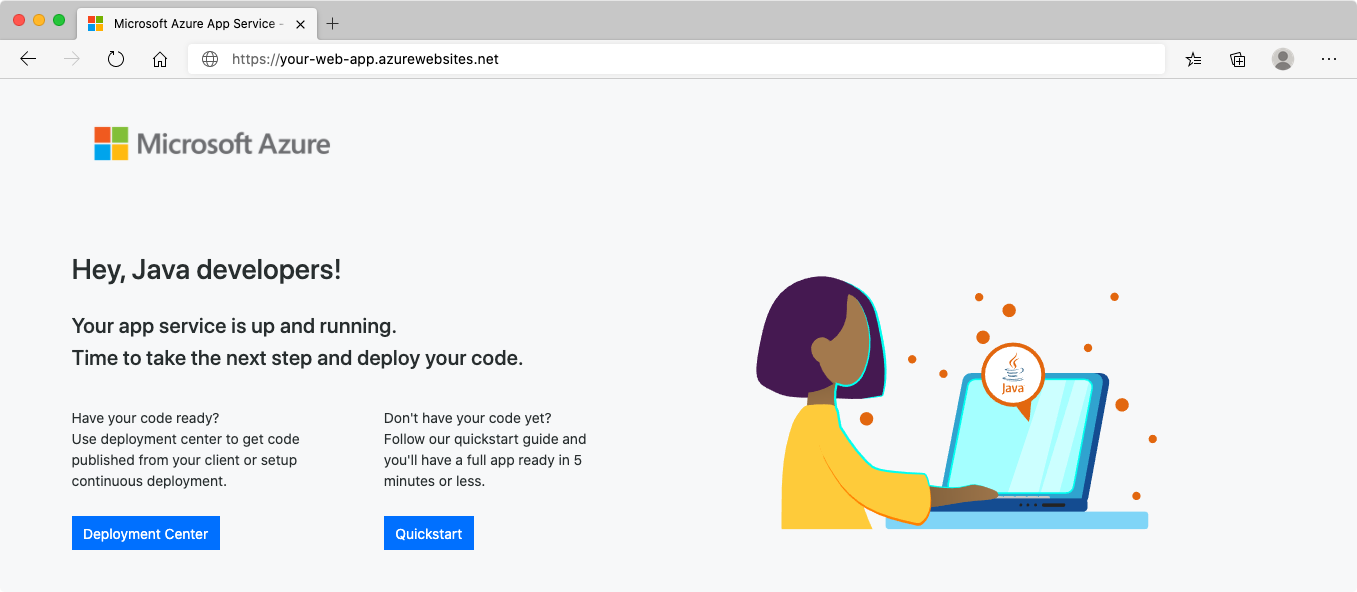 Microsoft Azure App Service -
https://your-web-app.azurewebsites.net
Microsoft Azure
Hey, Java developers!
Your app service is up and running.
Time to take the next step and deploy your code.
Have your code ready?
Use deployment center to get code
published from your client or setup
continuous deployment.
Deployment Center
Don't have your code yet?
Follow our quickstart guide and
you'll have a full app ready in 5
minutes or less.
Quickstart
Java